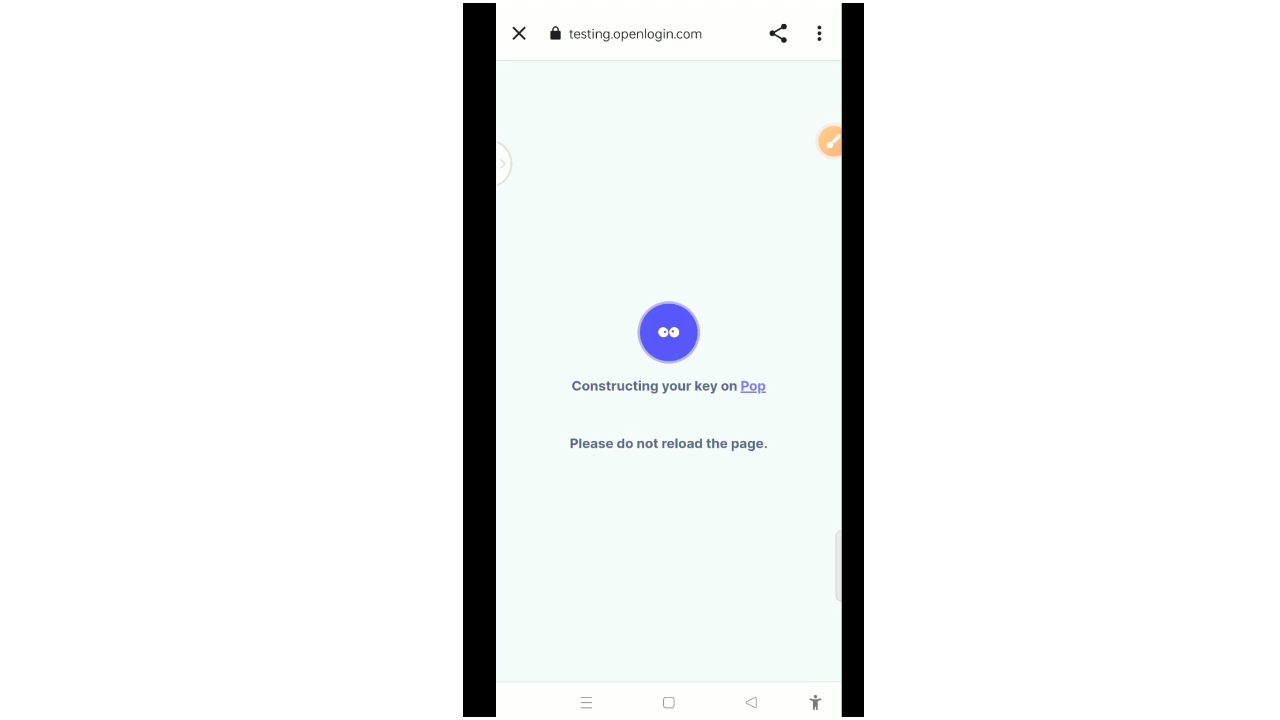 testing.openlogin.com
Constructing your key on Pop
Please do not reload the page.